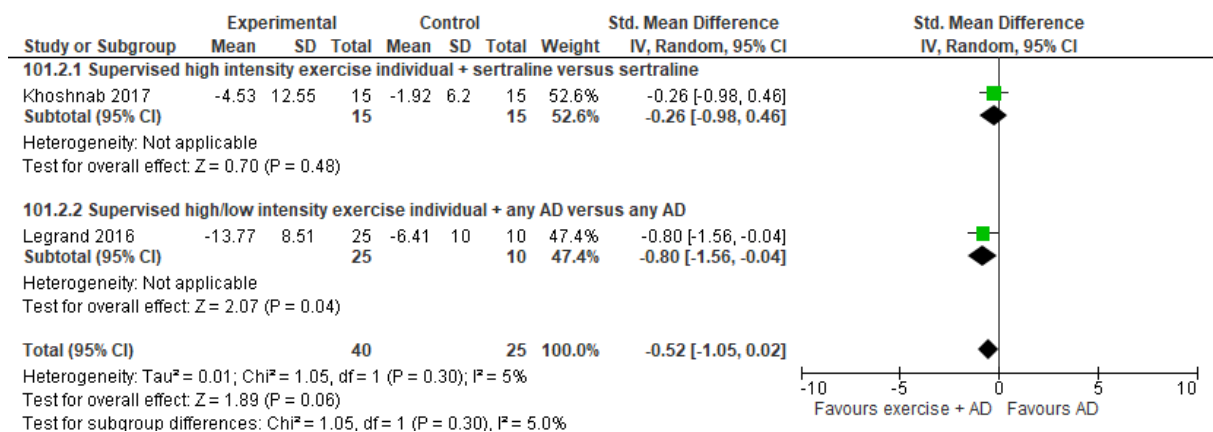 Experimental Control Std. Mean Difference Std. Mean Difference
Study or Subgroup Mean SD Total Mean SD Total Weight IV, Random, 95% CI IV, Random, 95% CI
101.2.1 Supervised high intensity exercise individual + sertraline versus sertraline
Khoshnab 2017 -4.53 12.55 15 -1.92 6.2 15 52.6% -0.26 [-0.98, 0.46]
Subtotal (95% CI) 15 15 52.6% -0.26 [-0.98, 0.46]
Heterogeneity: Not applicable
Test for overall effect: Z = 0.70 (P = 0.48)
101.2.2 Supervised high/low intensity exercise individual + any AD versus any AD
Legrand 2016 -13.77 8.51 25 -6.41 10 10 47.4% -0.80 [-1.56, -0.04]
Subtotal (95% CI) 25 10 47.4% -0.80 [-1.56, -0.04]
Heterogeneity: Not applicable
Test for overall effect: Z = 2.07 (P = 0.04)
Total (95% CI) 40 25 100.0% -0.52 [-1.05, 0.02]
Heterogeneity: Tau² = 0.01; Chi² = 1.05, df = 1 (P = 0.30); I² = 5%
Test for overall effect: Z = 1.89 (P = 0.06)
Test for subgroup differences: Chi² = 1.05, df = 1 (P = 0.30), I² = 5.0%
-10 -5 0 5 10
Favours exercise + AD Favours AD